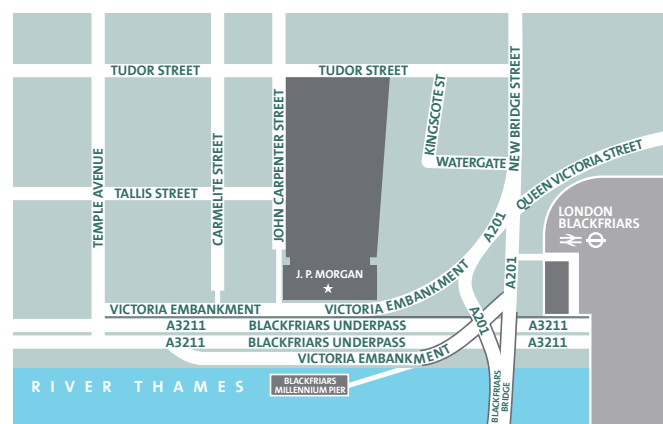 TUDOR STREET
TUDOR STREET
NEW BRIDGE STREET
KINGSCOTE ST
WATERGATE
TEMPLE AVENUE
CARMELITE STREET
JOHN CARPENTER STREET
TALLIS STREET
QUEEN VICTORIA STREET
LONDON
BLACKFRIARS
A201
A201
A201
J. P. MORGAN
VICTORIA EMBANKMENT
VICTORIA EMBANKMENT
A3211
BLACKFRIARS UNDERPASS
A3211
A3211
BLACKFRIARS UNDERPASS
A3211
VICTORIA EMBANKMENT
RIVER THAMES
BLACKFRIARS
MILLENNIUM PIER
BLACKFRIARS
BRIDGE